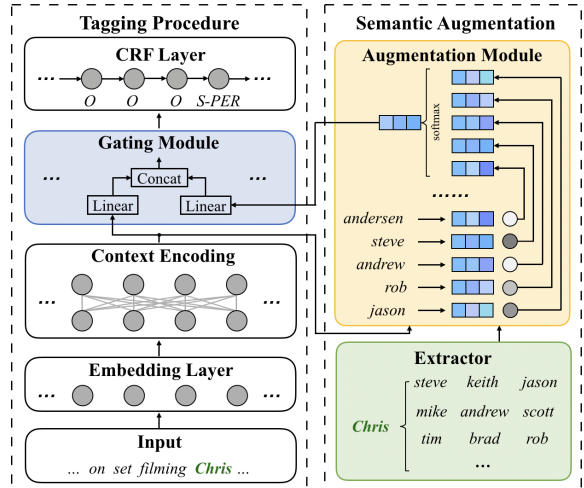 Tagging Procedure
CRF Layer
... ...
O O O S-PER
Gating Module
... Concat ...
Linear Linear
Context Encoding
... ...
Embedding Layer
... ...
Input
... on set filming Chris ...
Semantic Augmentation
Augmentation Module
softmax
......
andersen
steve
andrew
rob
jason
Extractor
steve keith jason
mike andrew scott
Chris
tim brad rob
...